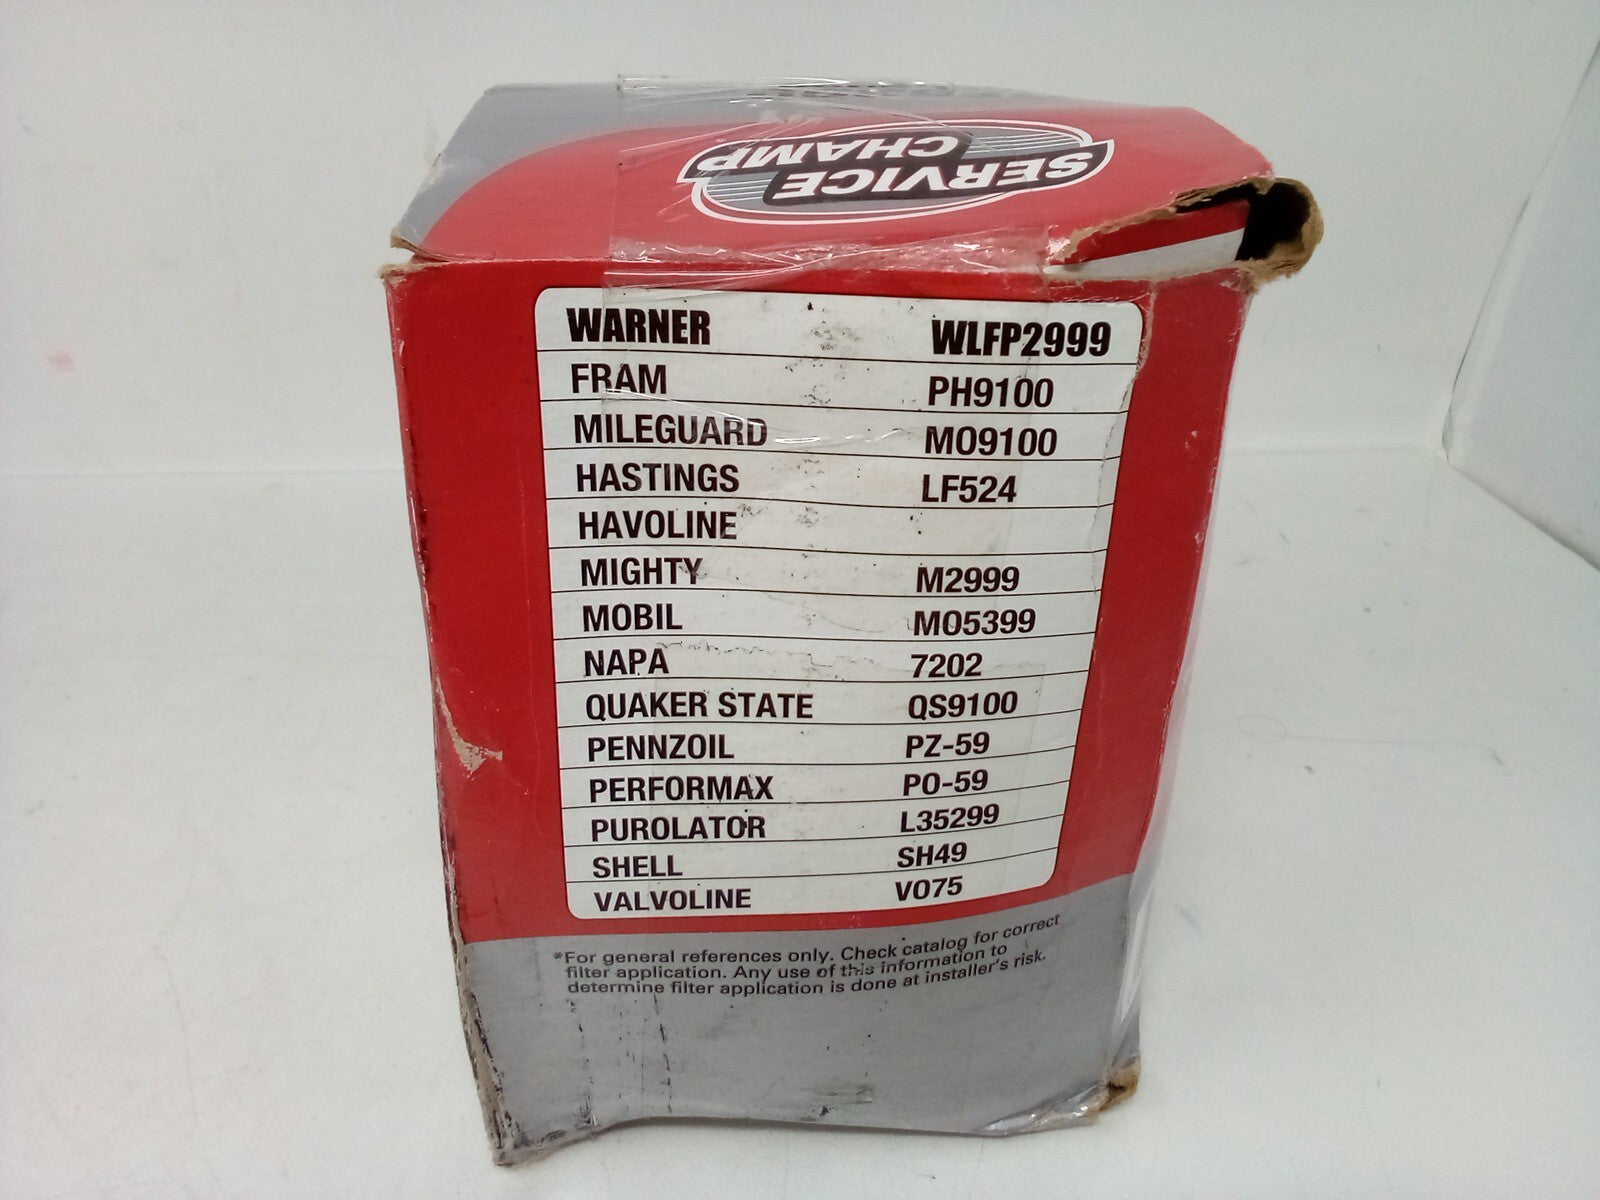 SERVICE
CHAMP
WARNER WLFP2999
FRAM PH9100
MILEGUARD MO9100
HASTINGS LF524
HAVOLINE
MIGHTY M2999
MOBIL MO5399
NAPA 7202
QUAKER STATE QS9100
PENNZOIL PZ-59
PERFORMAX PO-59
PUROLATOR L35299
SHELL SH49
VALVOLINE VO75
*For general references only. Check catalog for correct
filter application. Any use of this information to
determine filter application is done at installer's risk.